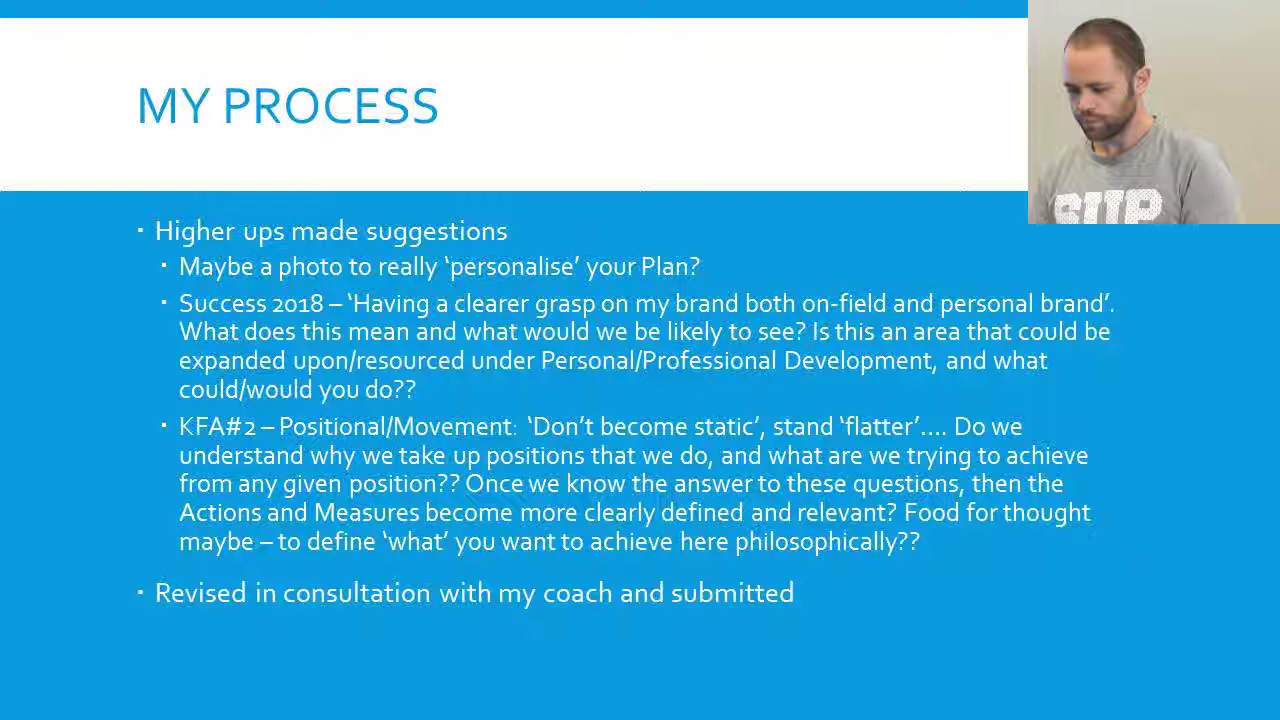 MY PROCESS
SUP
▪ Higher ups made suggestions
▪ Maybe a photo to really ‘personalise’ your Plan?
▪ Success 2018 – ‘Having a clearer grasp on my brand both on-field and personal brand’.
What does this mean and what would we be likely to see? Is this an area that could be
expanded upon/resourced under Personal/Professional Development, and what
could/would you do??
▪ KFA#2 – Positional/Movement: ‘Don’t become static’, stand ‘flatter’…. Do we
understand why we take up positions that we do, and what are we trying to achieve
from any given position?? Once we know the answer to these questions, then the
Actions and Measures become more clearly defined and relevant? Food for thought
maybe – to define ‘what’ you want to achieve here philosophically??
▪ Revised in consultation with my coach and submitted